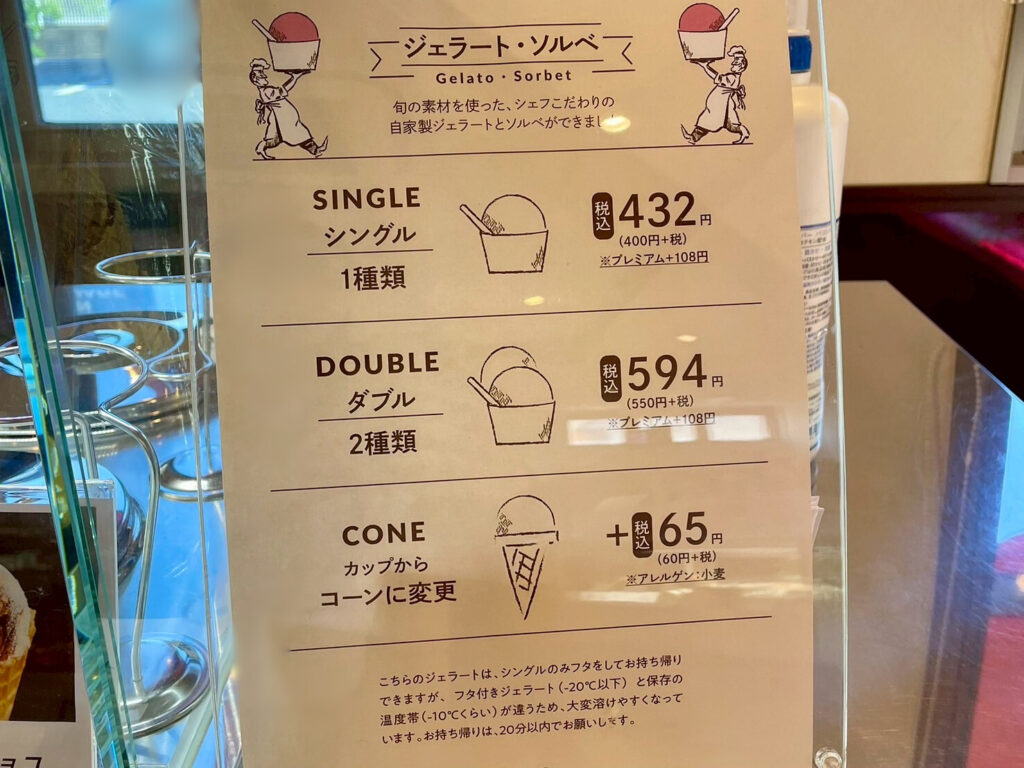 ジェラート・ソルベ
Gelato・Sorbet
旬の素材を使った、シェフこだわりの
自家製ジェラートとソルベができまし
SINGLE
シングル
1種類
税込432円
(400円+税)
※プレミアム+108円
DOUBLE
ダブル
2種類
税込594円
(550円+税)
※プレミアム+108円
CONE
カップから
コーンに変更
+税込65円
(60円+税)
※アレルゲン:小麦
こちらのジェラートは、シングルのみフタをしてお持ち帰り
できますが、フタ付きジェラート(-20℃以下)と保存の
温度帯(-10℃くらい)が違うため、大変溶けやすくなって
います。お持ち帰りは、20分以内でお願いします。